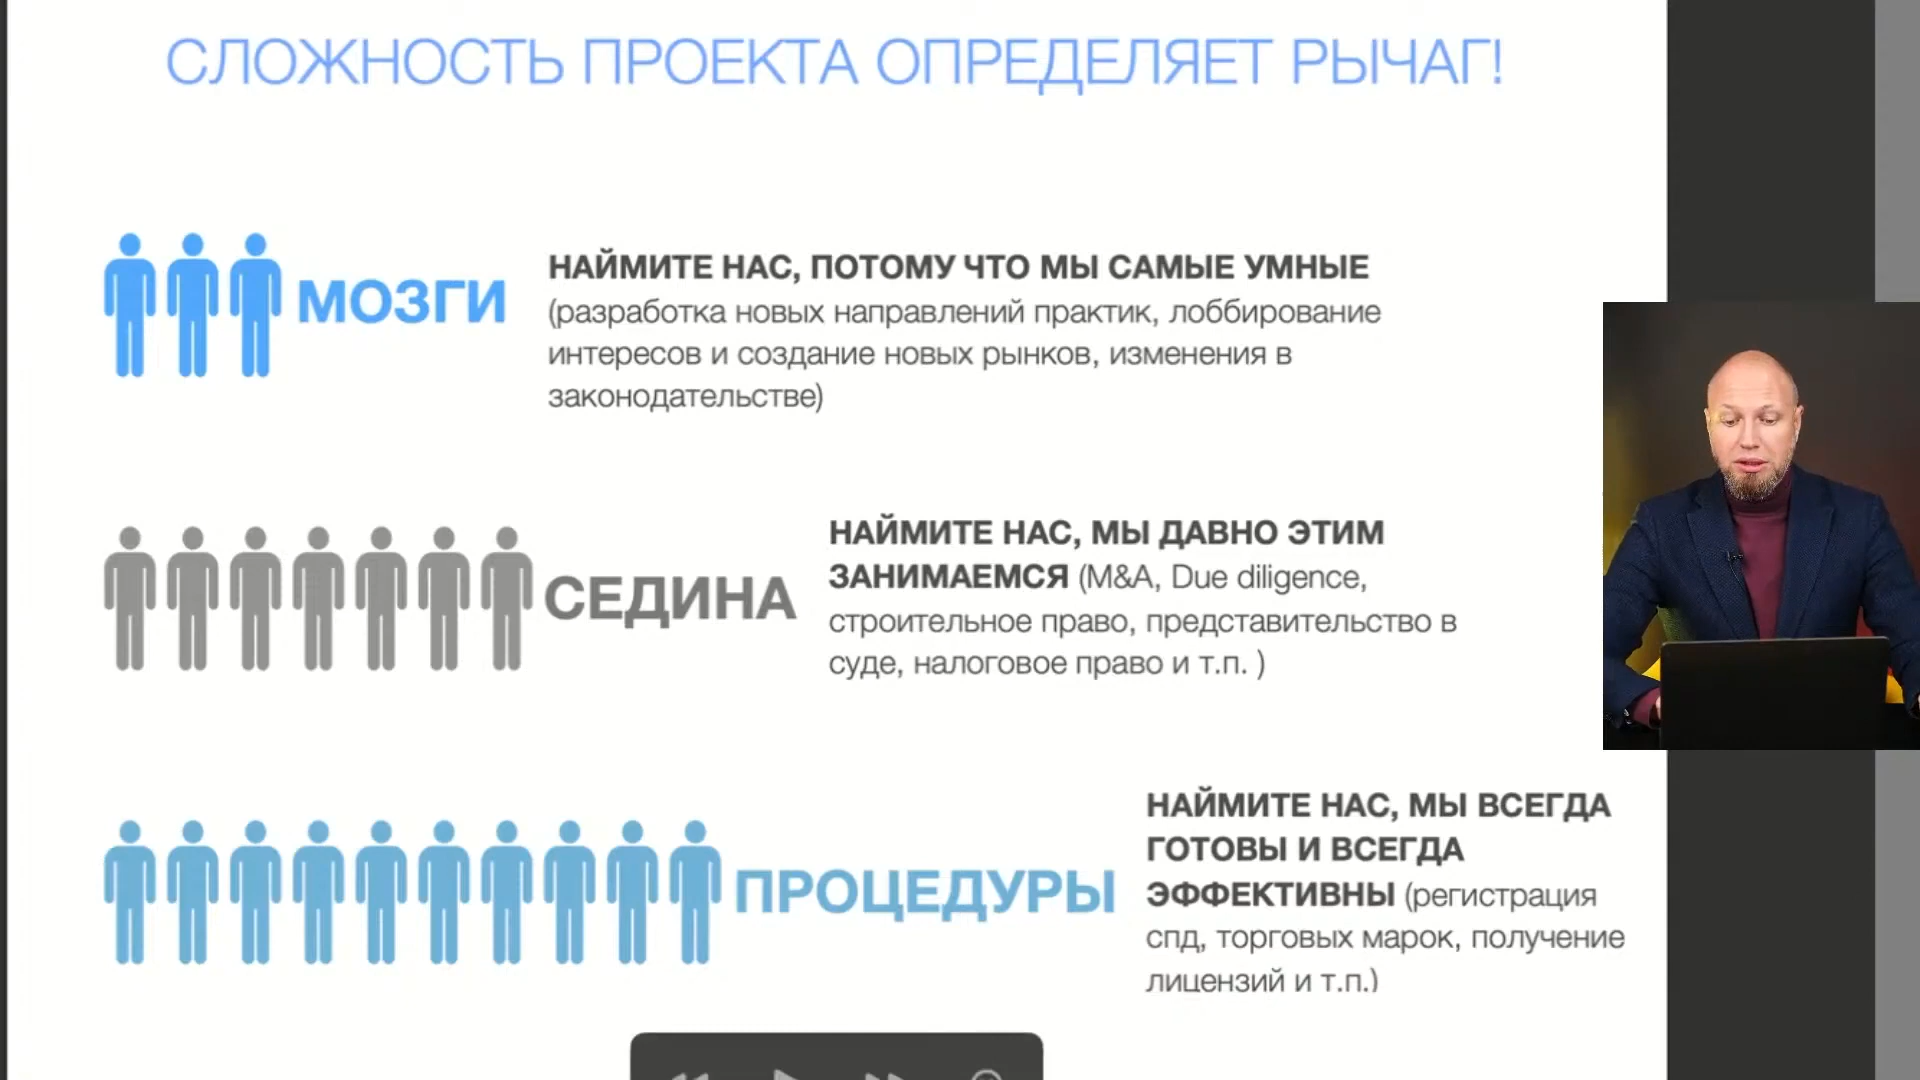 СЛОЖНОСТЬ ПРОЕКТА ОПРЕДЕЛЯЕТ РЫЧАГ!
МОЗГИ
НАЙМИТЕ НАС, ПОТОМУ ЧТО МЫ САМЫЕ УМНЫЕ
(разработка новых направлений практик, лоббирование
интересов и создание новых рынков, изменения в
законодательстве)
СЕДИНА
НАЙМИТЕ НАС, МЫ ДАВНО ЭТИМ
ЗАНИМАЕМСЯ (M&A, Due diligence,
строительное право, представительство в
суде, налоговое право и т.п. )
ПРОЦЕДУРЫ
НАЙМИТЕ НАС, МЫ ВСЕГДА
ГОТОВЫ И ВСЕГДА
ЭФФЕКТИВНЫ (регистрация
спд, торговых марок, получение
лицензий и т.п.)